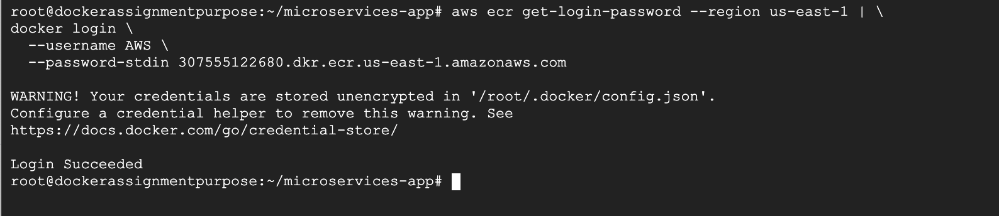 root@dockerassignmentpurpose:~/microservices-app# aws ecr get-login-password --region us-east-1 | \
docker login \
  --username AWS \
  --password-stdin 307555122680.dkr.ecr.us-east-1.amazonaws.com
WARNING! Your credentials are stored unencrypted in '/root/.docker/config.json'.
Configure a credential helper to remove this warning. See
https://docs.docker.com/go/credential-store/
Login Succeeded
root@dockerassignmentpurpose:~/microservices-app#